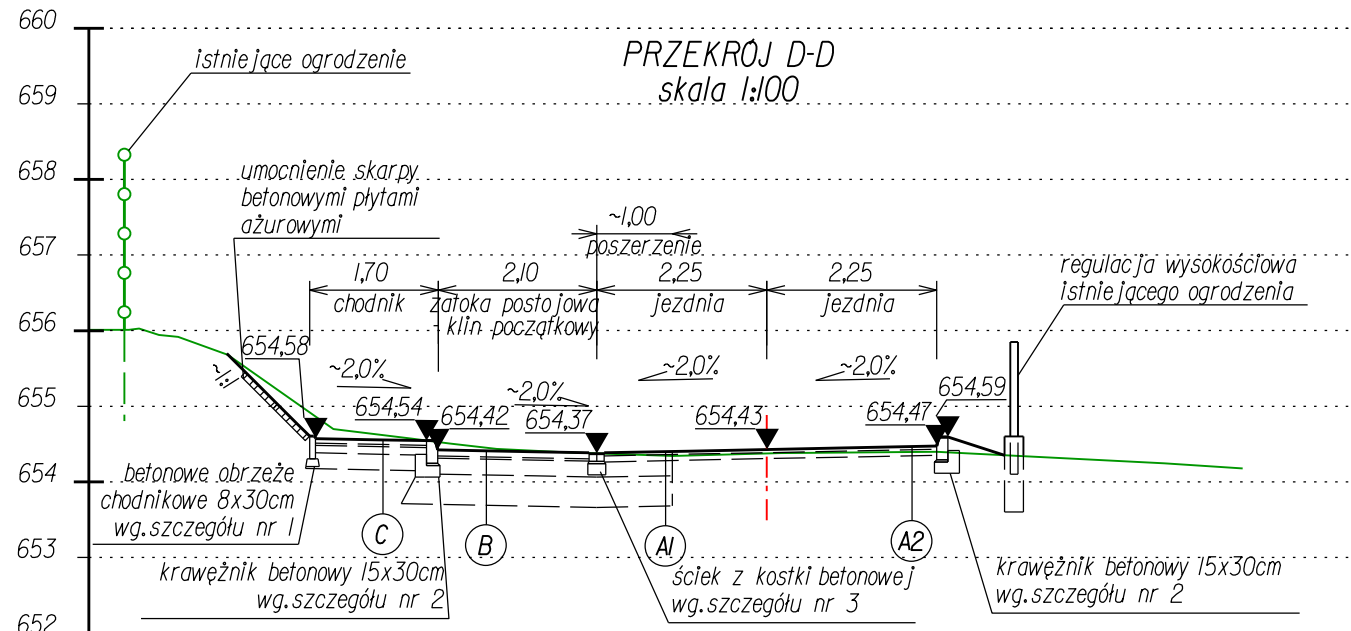 660
659
658
657
656
655
654
653
652
PRZEKRÓJ D-D
skala 1:100
istniejące ogrodzenie
umocnienie skarpy
betonowymi płytami
ażurowymi
~1,00
poszerzenie
1,70
chodnik
2,10
zatoka postojowa
- klin początkowy
2,25
jezdnia
2,25
jezdnia
regulacja wysokościowa
istniejącego ogrodzenia
654,58
~1:1
~2,0%
~2,0%
~2,0%
~2,0%
654,54
654,42
654,37
654,43
654,47
654,59
betonowe obrzeże
chodnikowe 8x30cm
wg.szczegółu nr 1
C
B
A1
A2
krawężnik betonowy 15x30cm
wg.szczegółu nr 2
ściek z kostki betonowej
wg.szczegółu nr 3
krawężnik betonowy 15x30cm
wg.szczegółu nr 2